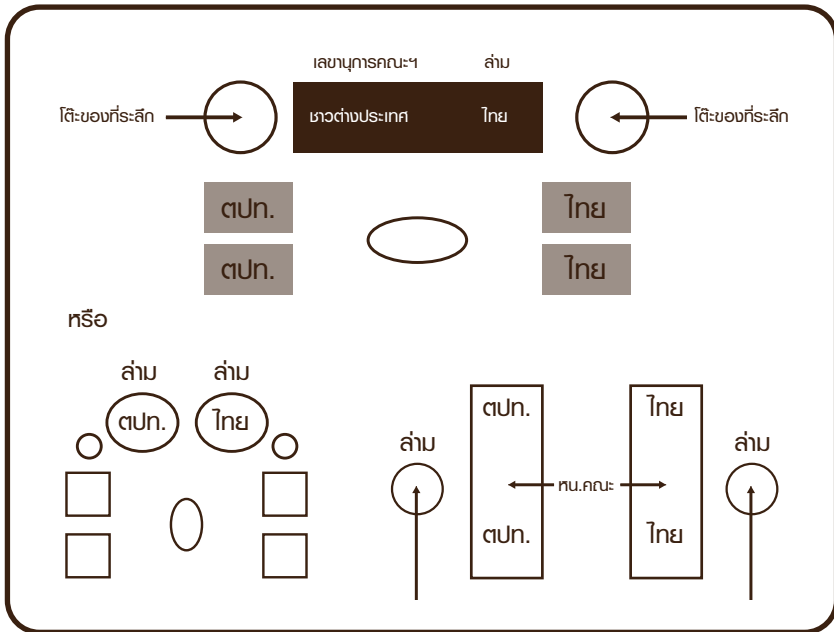 เลขานุการคณะฯ ล่าม
โต๊ะของที่ระลึก ชาวต่างประเทศ ไทย โต๊ะของที่ระลึก
ตปท. ไทย
ตปท. ไทย
หรือ
ล่าม ล่าม
ตปท. ไทย
ตปท. ไทย
ล่าม ล่าม
หน.คณะ
ตปท. ไทย